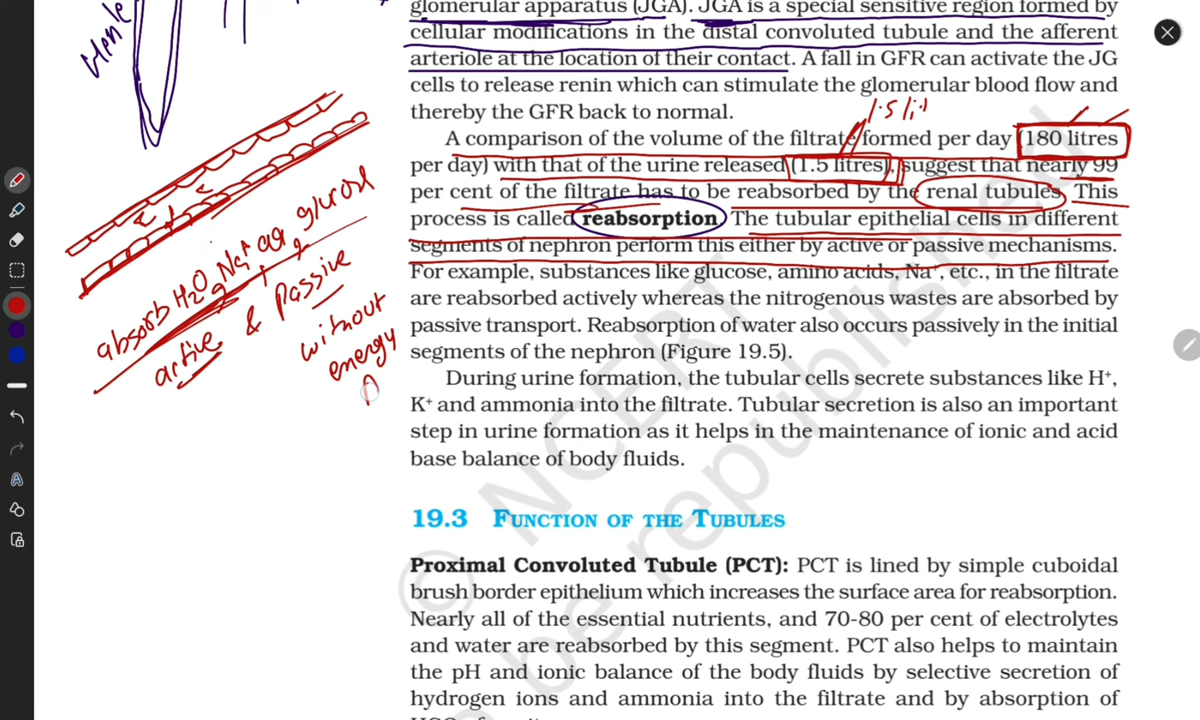 glomerular apparatus (JGA). JGA is a special sensitive region formed by
cellular modifications in the distal convoluted tubule and the afferent
arteriole at the location of their contact. A fall in GFR can activate the JG
cells to release renin which can stimulate the glomerular blood flow and
thereby the GFR back to normal.
1.5 lit
A comparison of the volume of the filtrate formed per day (180 litres
per day) with that of the urine released (1.5 litres), suggest that nearly 99
per cent of the filtrate has to be reabsorbed by the renal tubules. This
process is called reabsorption. The tubular epithelial cells in different
segments of nephron perform this either by active or passive mechanisms.
For example, substances like glucose, amino acids, Na⁺, etc., in the filtrate
are reabsorbed actively whereas the nitrogenous wastes are absorbed by
passive transport. Reabsorption of water also occurs passively in the initial
segments of the nephron (Figure 19.5).
During urine formation, the tubular cells secrete substances like H⁺,
K⁺ and ammonia into the filtrate. Tubular secretion is also an important
step in urine formation as it helps in the maintenance of ionic and acid
base balance of body fluids.
19.3 FUNCTION OF THE TUBULES
Proximal Convoluted Tubule (PCT): PCT is lined by simple cuboidal
brush border epithelium which increases the surface area for reabsorption.
Nearly all of the essential nutrients, and 70-80 per cent of electrolytes
and water are reabsorbed by this segment. PCT also helps to maintain
the pH and ionic balance of the body fluids by selective secretion of
hydrogen ions and ammonia into the filtrate and by absorption of
Henle
absorb H2O, Na+ aa, glucose
active & passive
without
energy
© NCERT
be republished